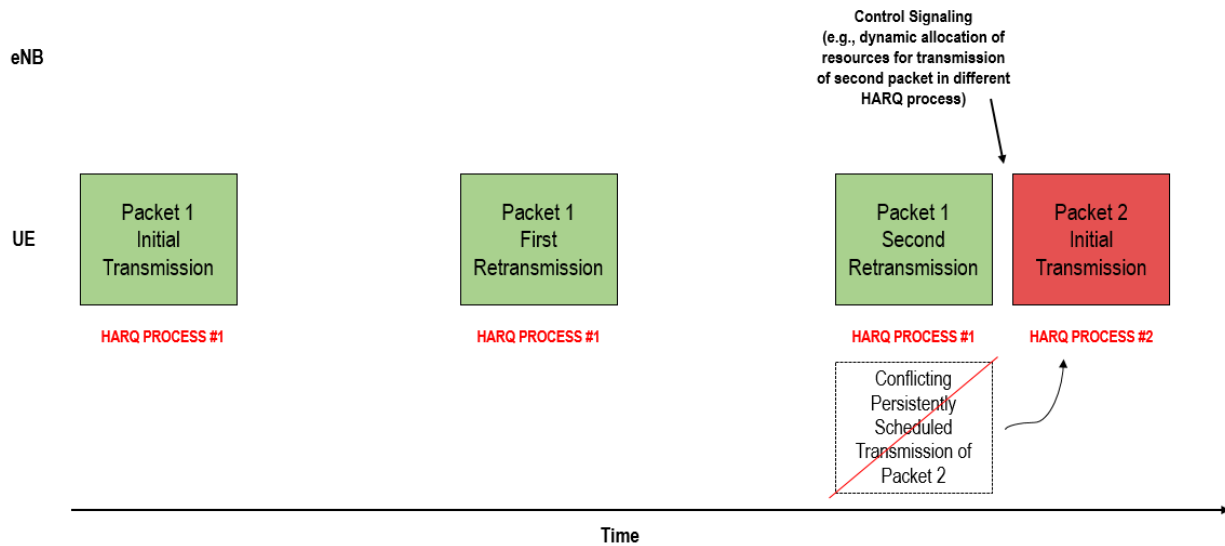 Control Signaling
(e.g., dynamic allocation of
resources for transmission
of second packet in different
HARQ process)
eNB
UE
Packet 1
Initial
Transmission
Packet 1
First
Retransmission
Packet 1
Second
Retransmission
Packet 2
Initial
Transmission
HARQ PROCESS #1
HARQ PROCESS #1
HARQ PROCESS #1
HARQ PROCESS #2
Conflicting
Persistently
Scheduled
Transmission of
Packet 2
Time